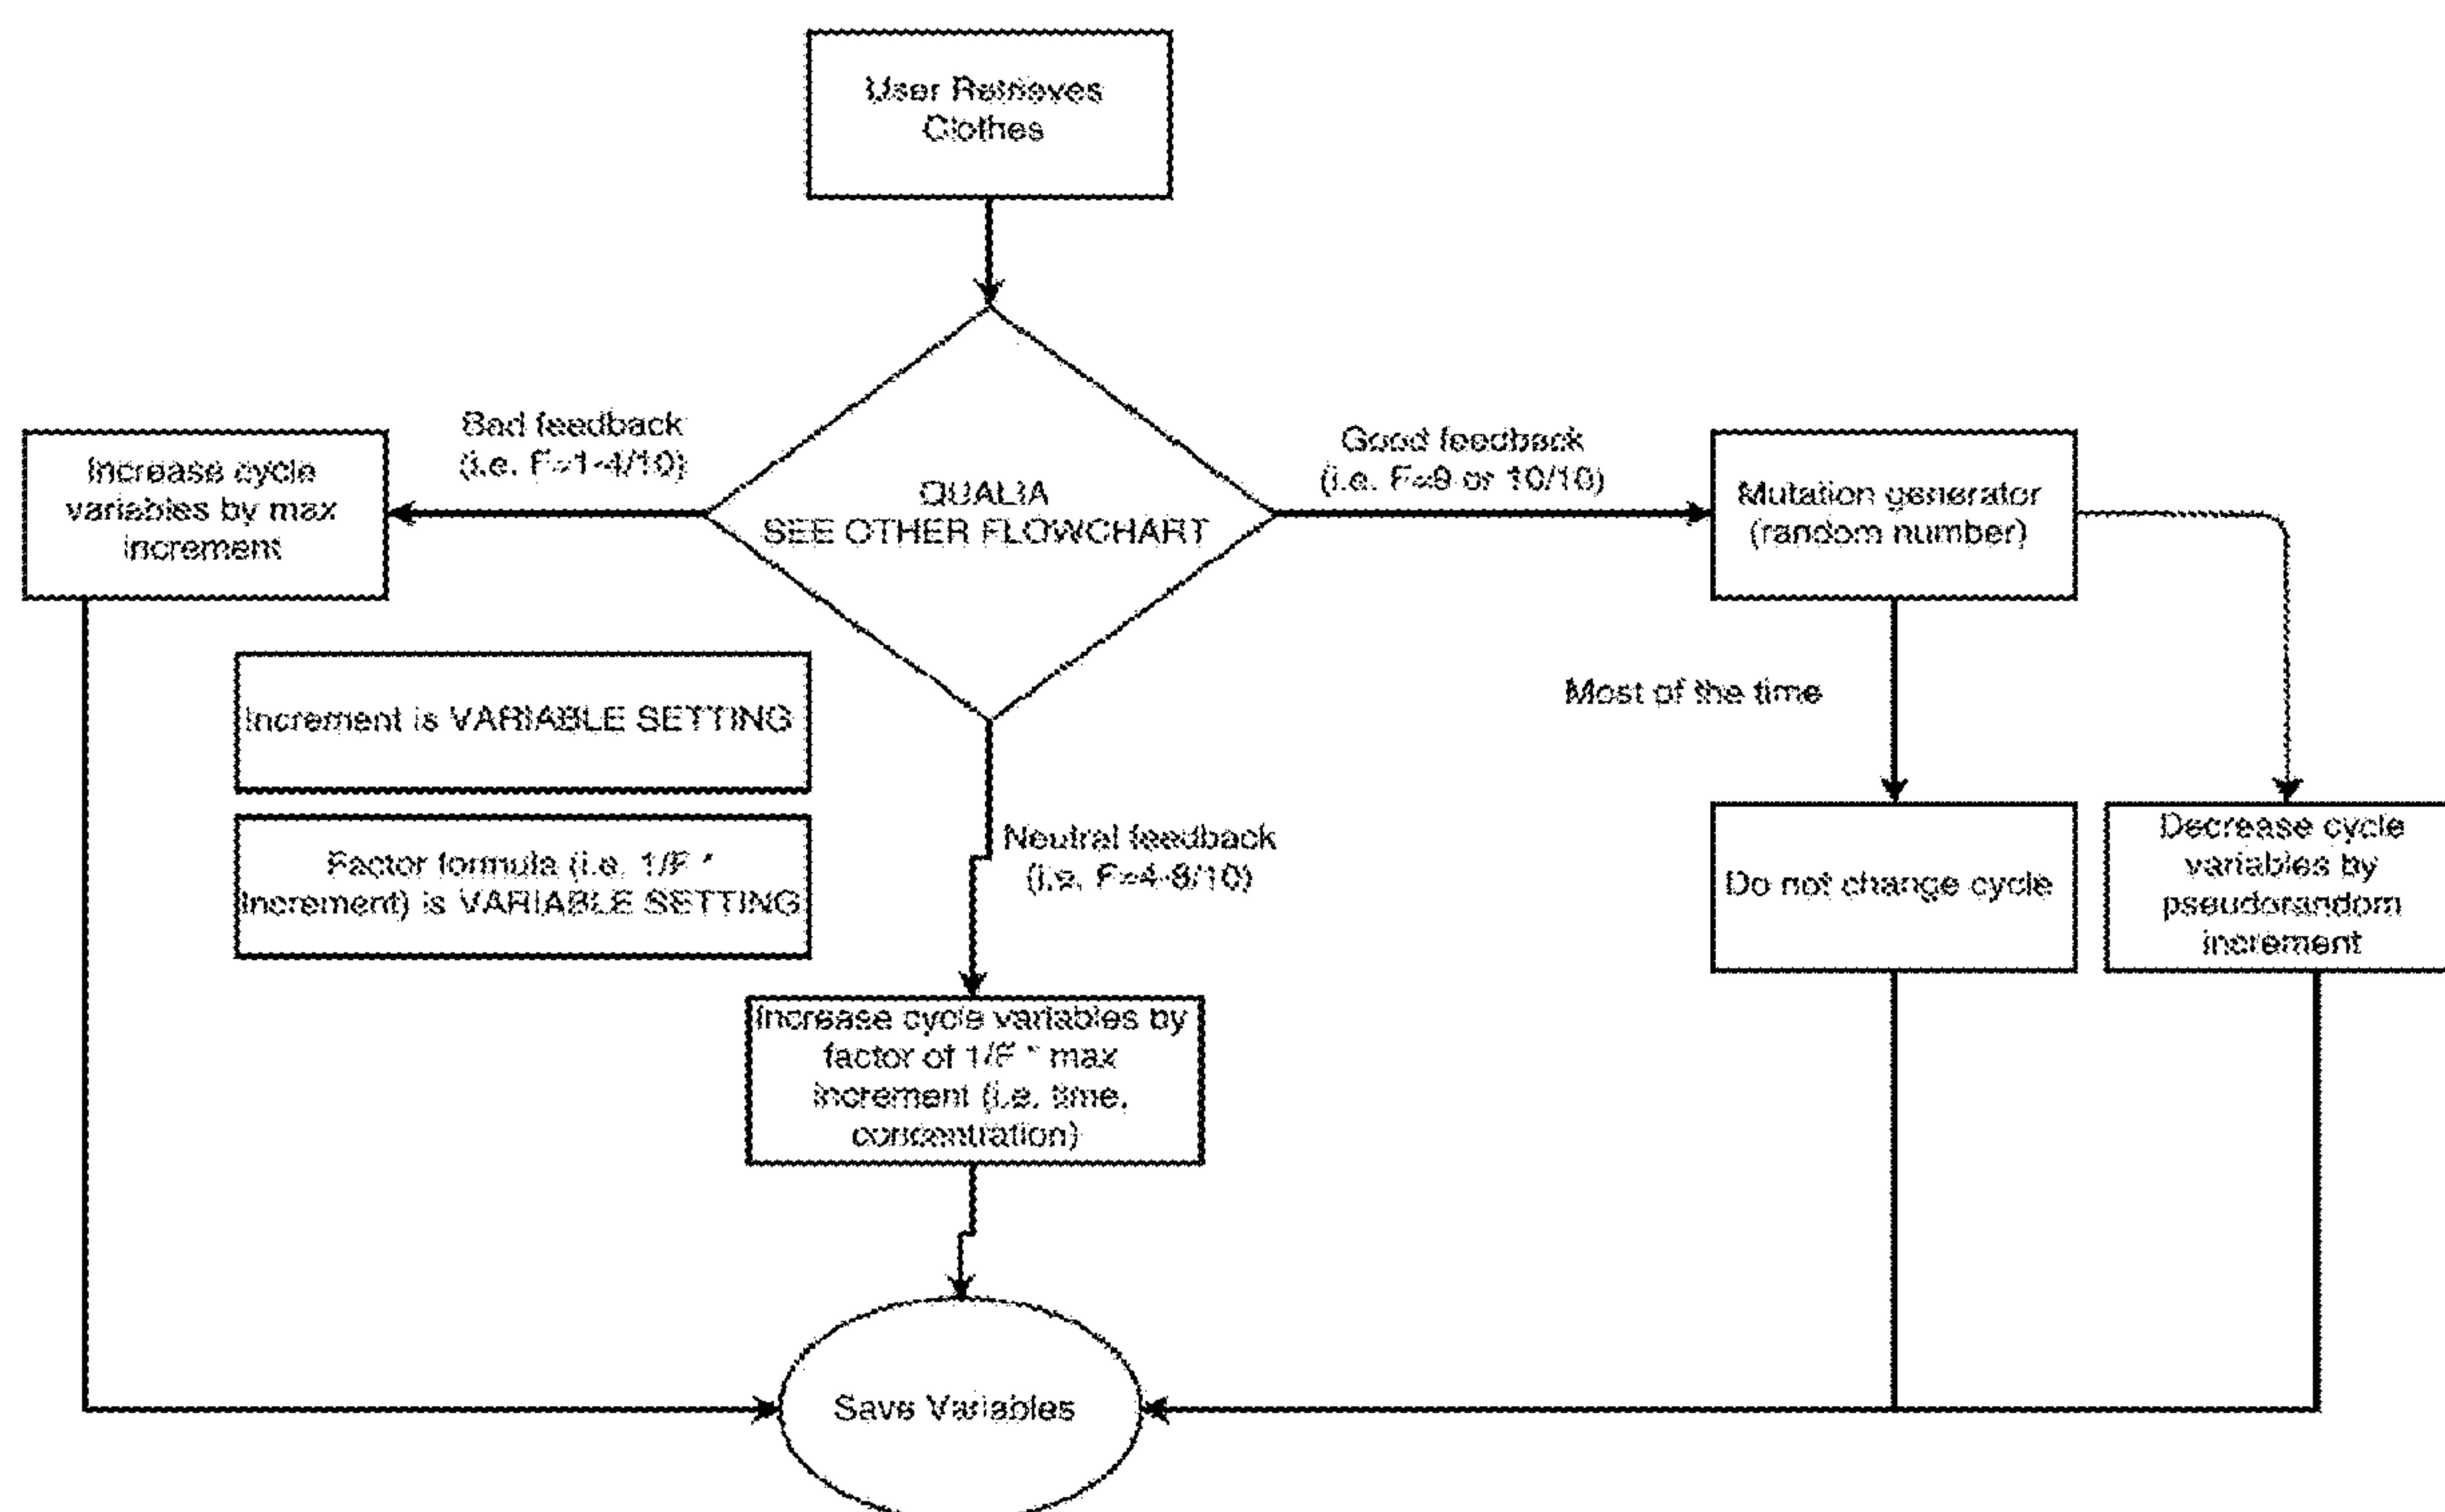 User Retrieves
Clothes
Bad feedback
(i.e. F=1-4/10)
Good feedback
(i.e. F=9 or 10/10)
Increase cycle
variables by max
increment
QUALIA
SEE OTHER FLOWCHART
Mutation generator
(random number)
Increment is VARIABLE SETTING
Most of the time
Factor formula (i.e. 1/F *
Increment) is VARIABLE SETTING
Neutral feedback
(i.e. F=4-8/10)
Do not change cycle
Decrease cycle
variables by
pseudorandom
increment
Increase cycle variables by
factor of 1/F * max
increment (i.e. time,
concentration)
Save Variables